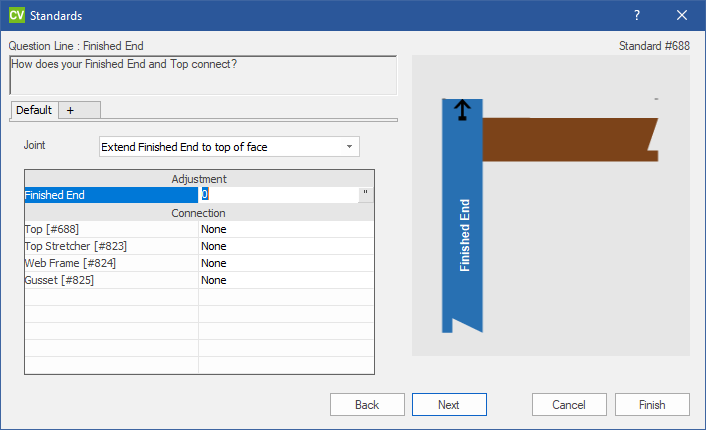 CV Standards ?
Question Line : Finished End Standard #688
How does your Finished End and Top connect?
Default +
Joint Extend Finished End to top of face
Adjustment
Finished End 0 "
Connection
Top [#688] None
Top Stretcher [#823] None
Web Frame [#824] None
Gusset [#825] None
Finished End
Back Next Cancel Finish